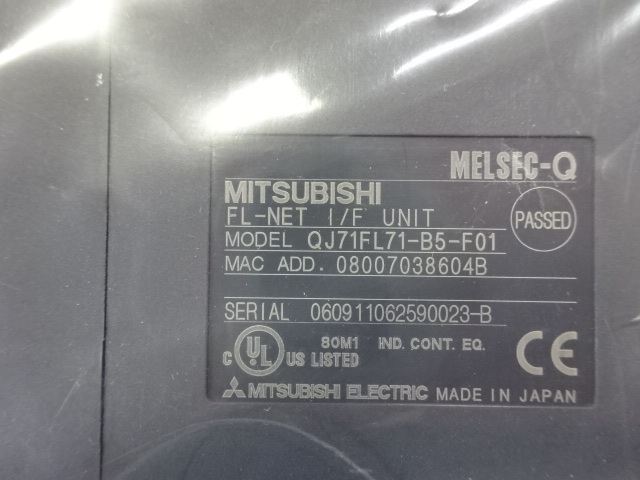 MELSEC-Q
MITSUBISHI
FL-NET I/F UNIT
PASSED
MODEL QJ71FL71-B5-F01
MAC ADD. 08007038604B
SERIAL 060911062590023-B
C UL US LISTED
80M1 IND. CONT. EQ.
CE
MITSUBISHI ELECTRIC MADE IN JAPAN